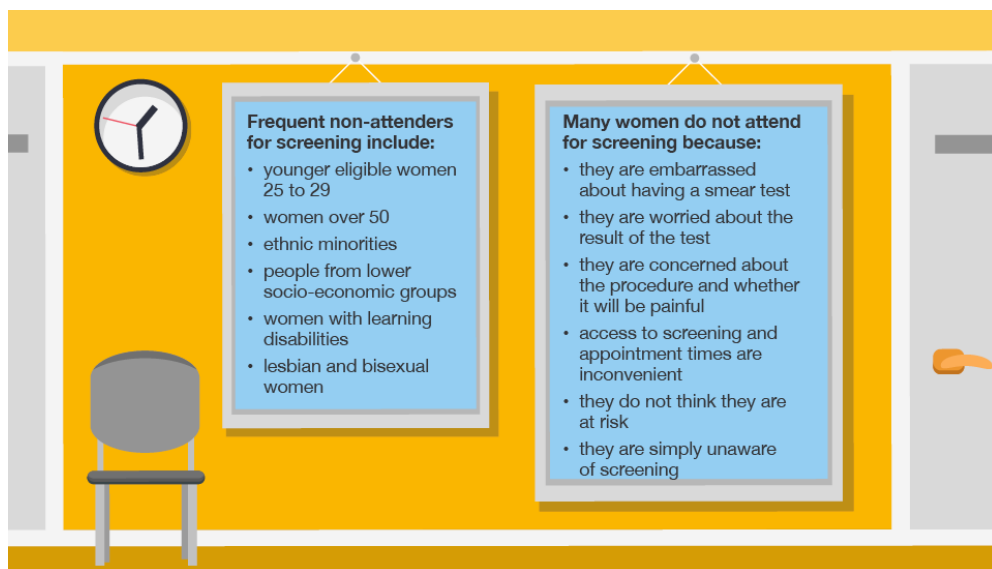 Frequent non-attenders
for screening include:
• younger eligible women
25 to 29
• women over 50
• ethnic minorities
• people from lower
socio-economic groups
• women with learning
disabilities
• lesbian and bisexual
women
Many women do not attend
for screening because:
• they are embarrassed
about having a smear test
• they are worried about the
result of the test
• they are concerned about
the procedure and whether
it will be painful
• access to screening and
appointment times are
inconvenient
• they do not think they are
at risk
• they are simply unaware
of screening